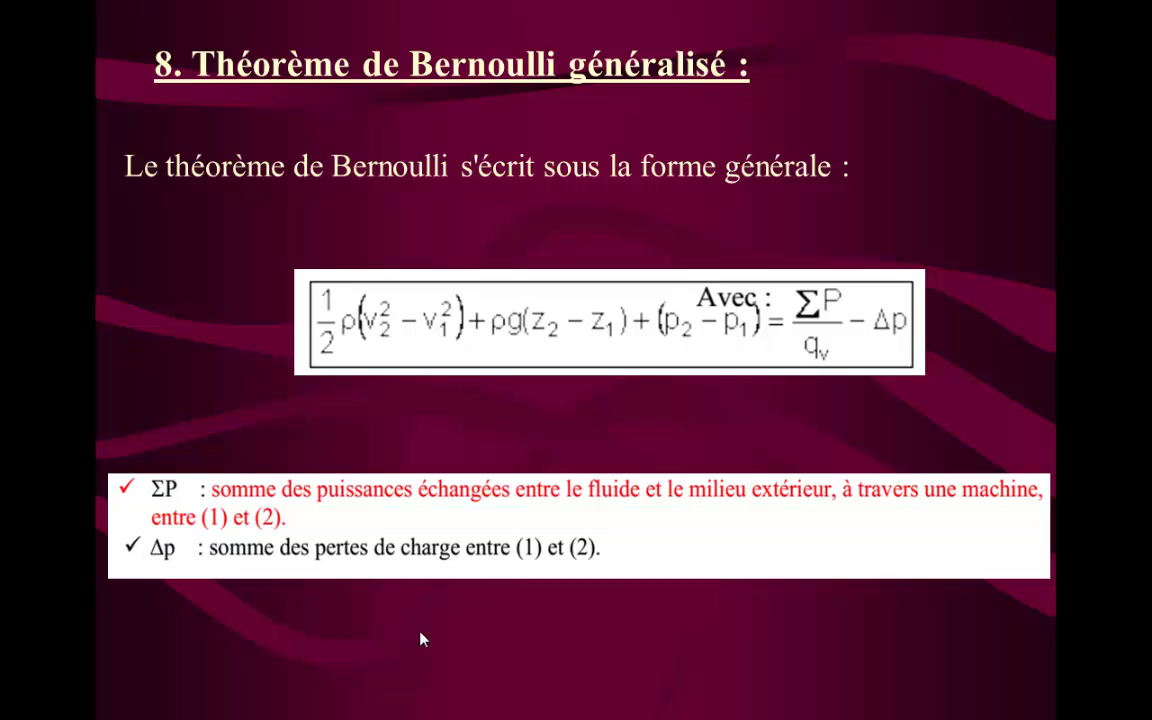 8. Théorème de Bernoulli généralisé :
Le théorème de Bernoulli s'écrit sous la forme générale :
Avec :
1/2 ρ(v₂² − v₁²) + ρg(z₂ − z₁) + (p₂ − p₁) = ΣP/qᵥ − Δp
✓ ΣP : somme des puissances échangées entre le fluide et le milieu extérieur, à travers une machine,
entre (1) et (2).
✓ Δp : somme des pertes de charge entre (1) et (2).